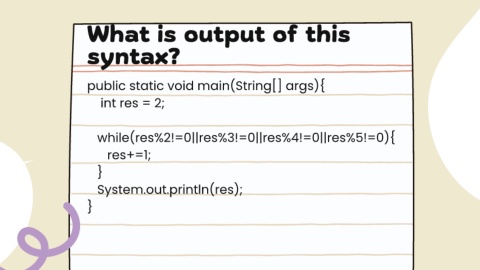 What is output of this
syntax?
public static void main(String[] args){
int res = 2;
while(res%2!=0||res%3!=0||res%4!=0||res%5!=0){
res+=1;
}
System.out.println(res);
}